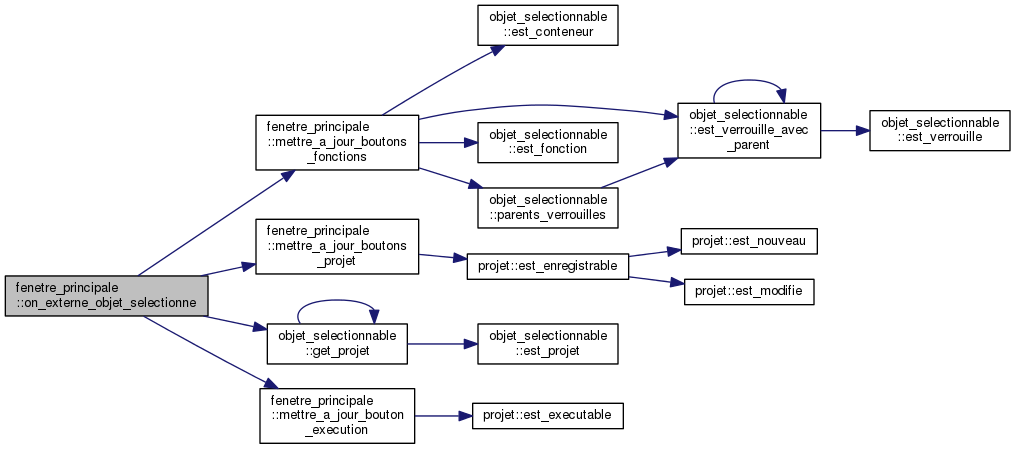 objet_selectionnable
::est_conteneur
fenetre_principale
::mettre_a_jour_boutons
_fonctions
objet_selectionnable
::est_verrouille_avec
_parent
objet_selectionnable
::est_verrouille
objet_selectionnable
::est_fonction
objet_selectionnable
::parents_verrouilles
fenetre_principale
::mettre_a_jour_boutons
_projet
projet::est_nouveau
projet::est_enregistrable
projet::est_modifie
fenetre_principale
::on_externe_objet_selectionne
objet_selectionnable
::get_projet
objet_selectionnable
::est_projet
fenetre_principale
::mettre_a_jour_bouton
_execution
projet::est_executable